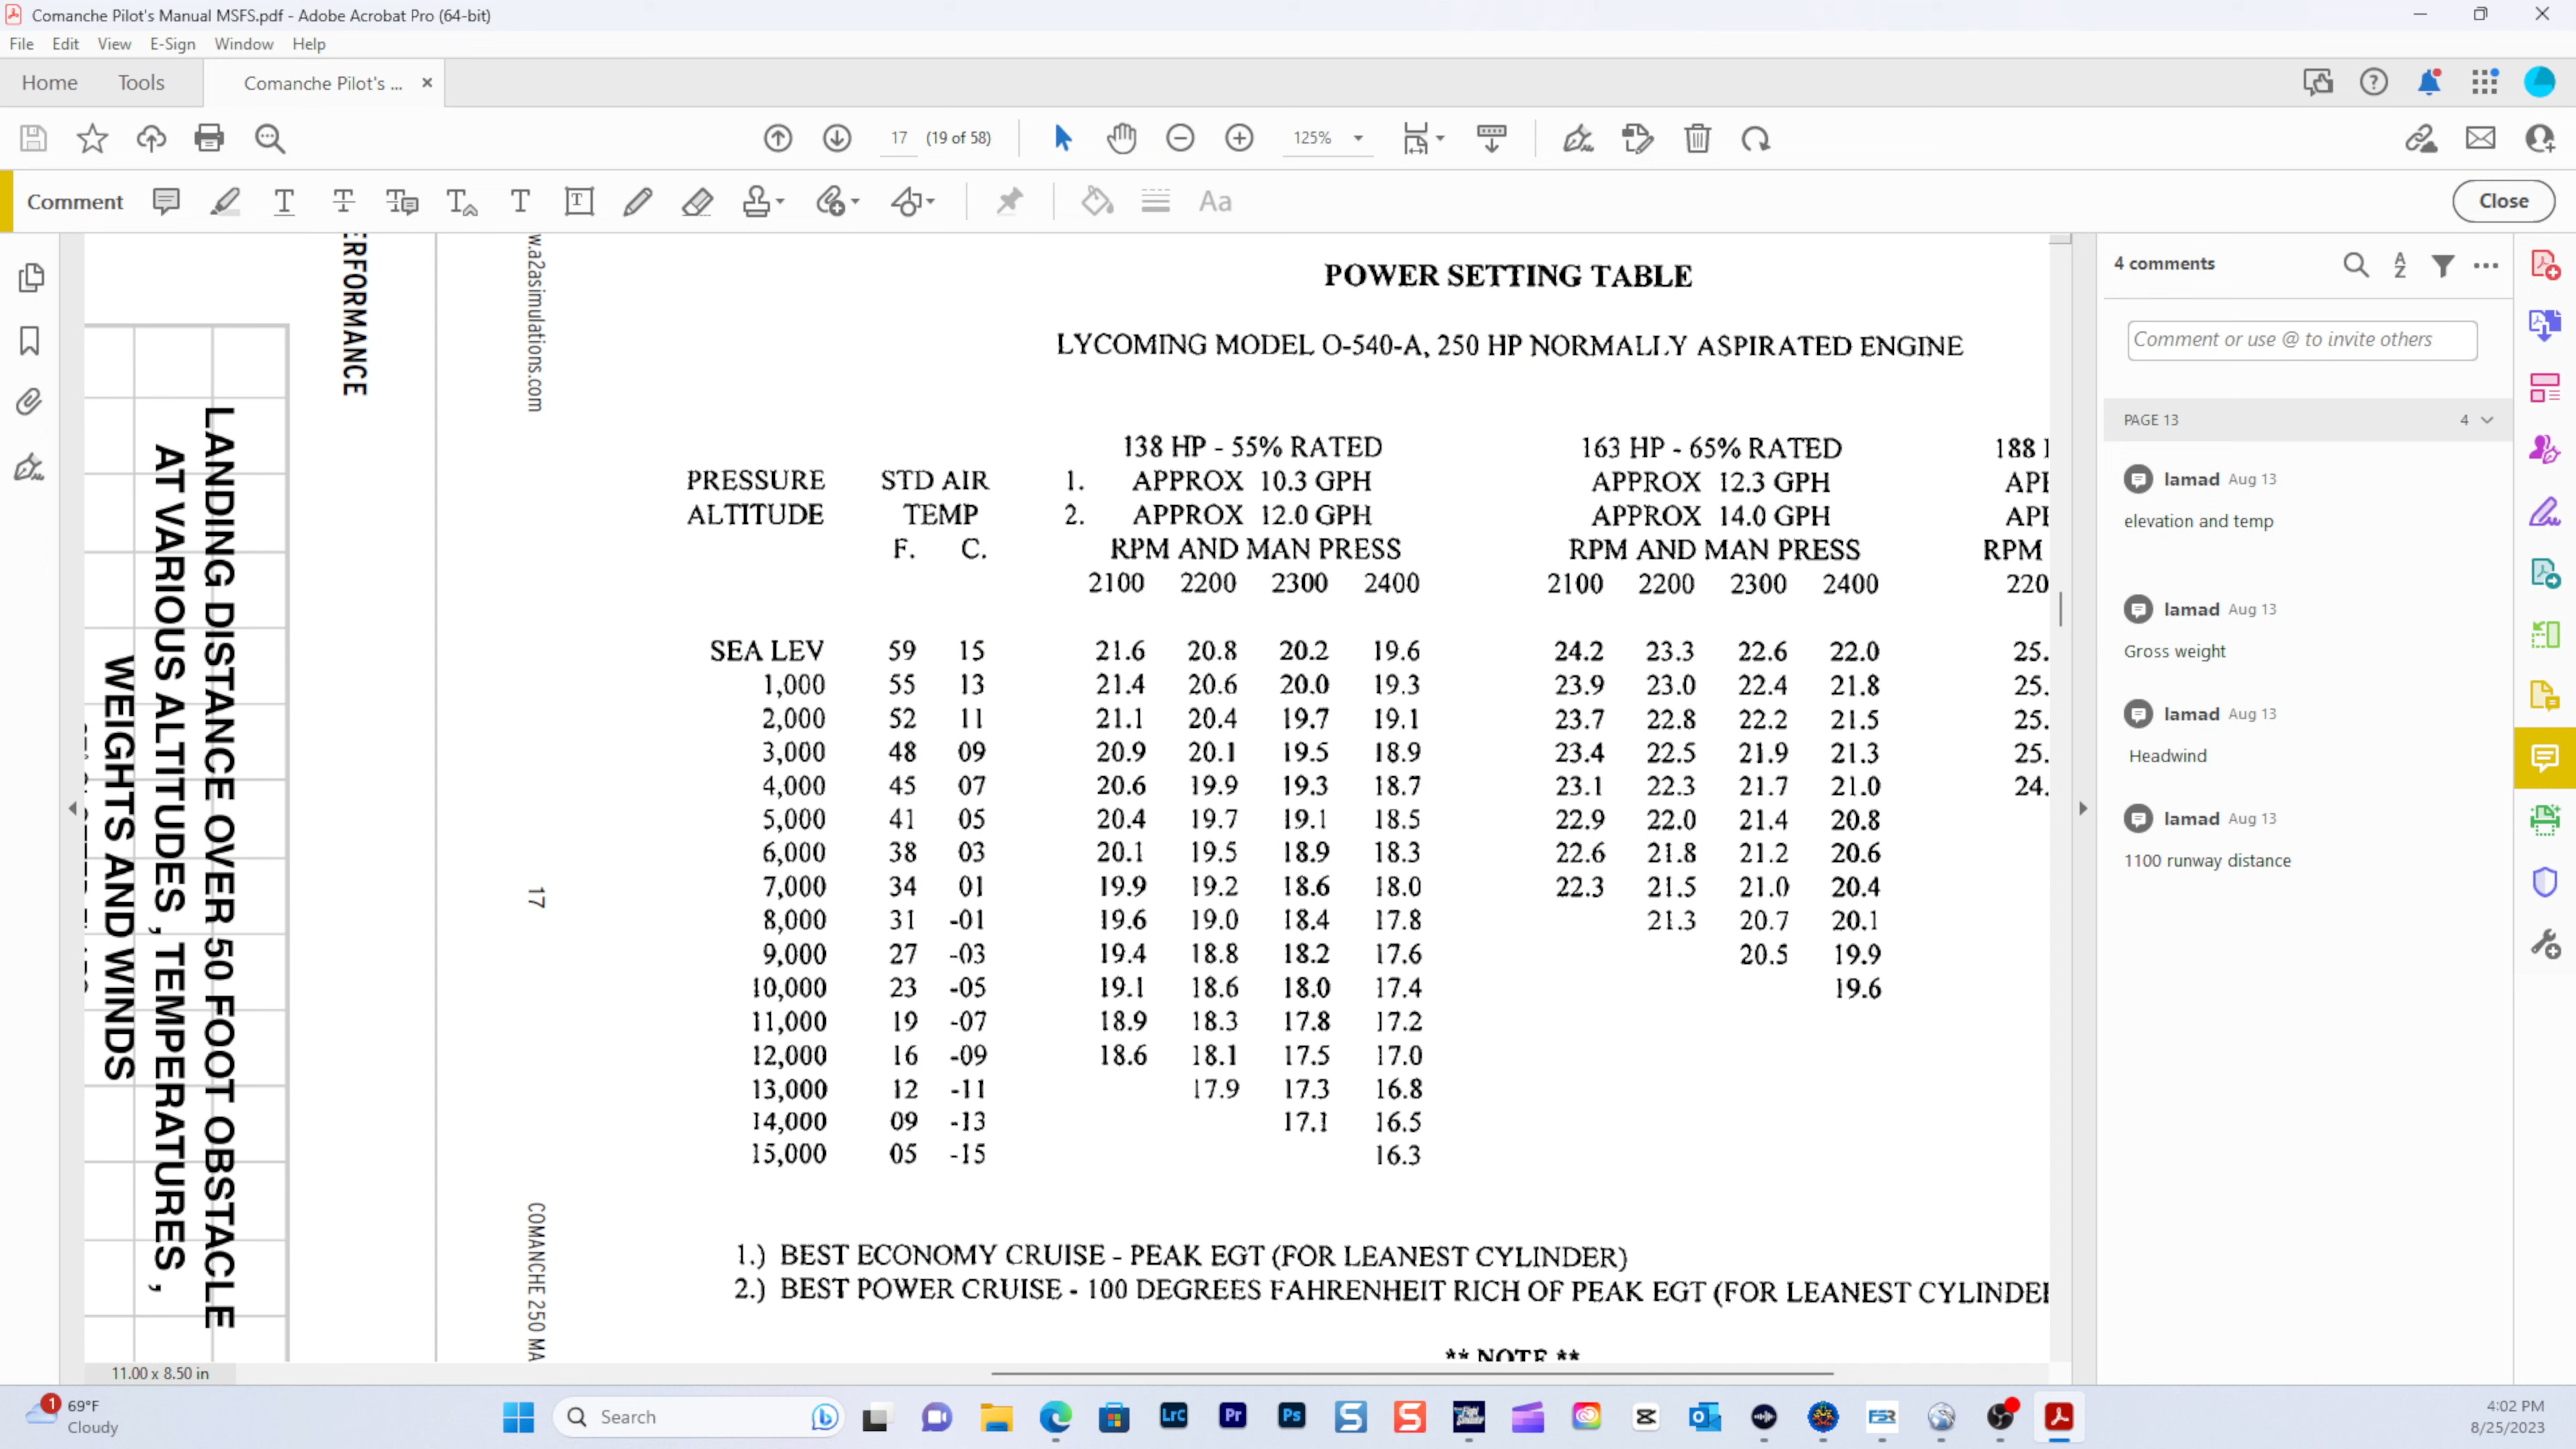 Comanche Pilot's Manual MSFS.pdf - Adobe Acrobat Pro (64-bit)
File Edit View E-Sign Window Help
Home Tools Comanche Pilot's ... ×
17 (19 of 58) 125%
Comment Aa Close
ERFORMANCE
LANDING DISTANCE OVER 50 FOOT OBSTACLE
AT VARIOUS ALTITUDES , TEMPERATURES ,
WEIGHTS AND WINDS
w.a2asimulations.com
17
COMANCHE 250 MA
POWER SETTING TABLE
LYCOMING MODEL O-540-A, 250 HP NORMALLY ASPIRATED ENGINE
138 HP - 55% RATED 163 HP - 65% RATED 188
PRESSURE STD AIR 1. APPROX 10.3 GPH APPROX 12.3 GPH
ALTITUDE TEMP 2. APPROX 12.0 GPH APPROX 14.0 GPH
F. C. RPM AND MAN PRESS RPM AND MAN PRESS RPM
2100 2200 2300 2400 2100 2200 2300 2400 220
SEA LEV 59 15 21.6 20.8 20.2 19.6 24.2 23.3 22.6 22.0 25.
1,000 55 13 21.4 20.6 20.0 19.3 23.9 23.0 22.4 21.8 25.
2,000 52 11 21.1 20.4 19.7 19.1 23.7 22.8 22.2 21.5 25.
3,000 48 09 20.9 20.1 19.5 18.9 23.4 22.5 21.9 21.3 25.
4,000 45 07 20.6 19.9 19.3 18.7 23.1 22.3 21.7 21.0 24.
5,000 41 05 20.4 19.7 19.1 18.5 22.9 22.0 21.4 20.8
6,000 38 03 20.1 19.5 18.9 18.3 22.6 21.8 21.2 20.6
7,000 34 01 19.9 19.2 18.6 18.0 22.3 21.5 21.0 20.4
8,000 31 -01 19.6 19.0 18.4 17.8 21.3 20.7 20.1
9,000 27 -03 19.4 18.8 18.2 17.6 20.5 19.9
10,000 23 -05 19.1 18.6 18.0 17.4 19.6
11,000 19 -07 18.9 18.3 17.8 17.2
12,000 16 -09 18.6 18.1 17.5 17.0
13,000 12 -11 17.9 17.3 16.8
14,000 09 -13 17.1 16.5
15,000 05 -15 16.3
1.) BEST ECONOMY CRUISE - PEAK EGT (FOR LEANEST CYLINDER)
2.) BEST POWER CRUISE - 100 DEGREES FAHRENHEIT RICH OF PEAK EGT (FOR LEANEST CYLINDE
** NOTE **
11.00 x 8.50 in
4 comments
Comment or use @ to invite others
PAGE 13 4
lamad Aug 13
elevation and temp
lamad Aug 13
Gross weight
lamad Aug 13
Headwind
lamad Aug 13
1100 runway distance
1 69°F
Cloudy
Search
Lrc Pr Ps S S FSR
4:02 PM
8/25/2023